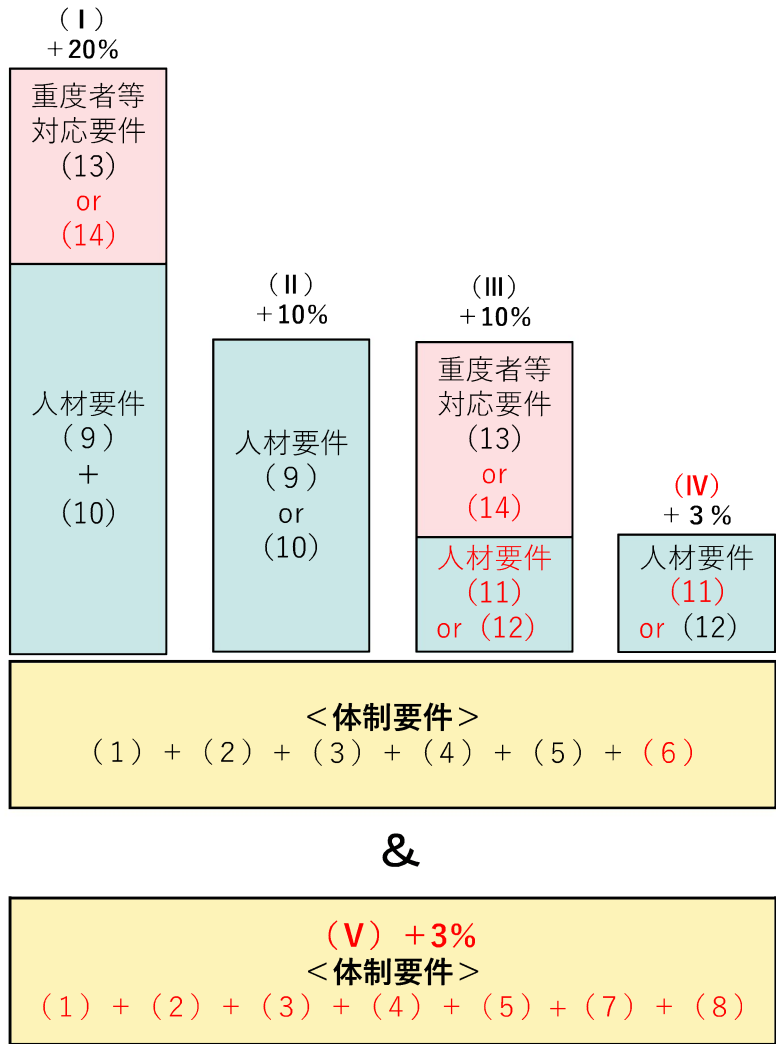 （Ⅰ）
＋20%
重度者等
対応要件
（13）
or
（14）
人材要件
（９）
＋
（10）
（Ⅱ）
＋10%
人材要件
（９）
or
（10）
（Ⅲ）
＋10%
重度者等
対応要件
（13）
or
（14）
人材要件
（11）
or（12）
（Ⅳ）
＋３％
人材要件
（11）
or（12）
＜体制要件＞
（１）＋（２）＋（３）＋（４）＋（５）＋（６）
＆
（Ⅴ）＋3%
＜体制要件＞
（１）＋（２）＋（３）＋（４）＋（５）＋（７）＋（８）